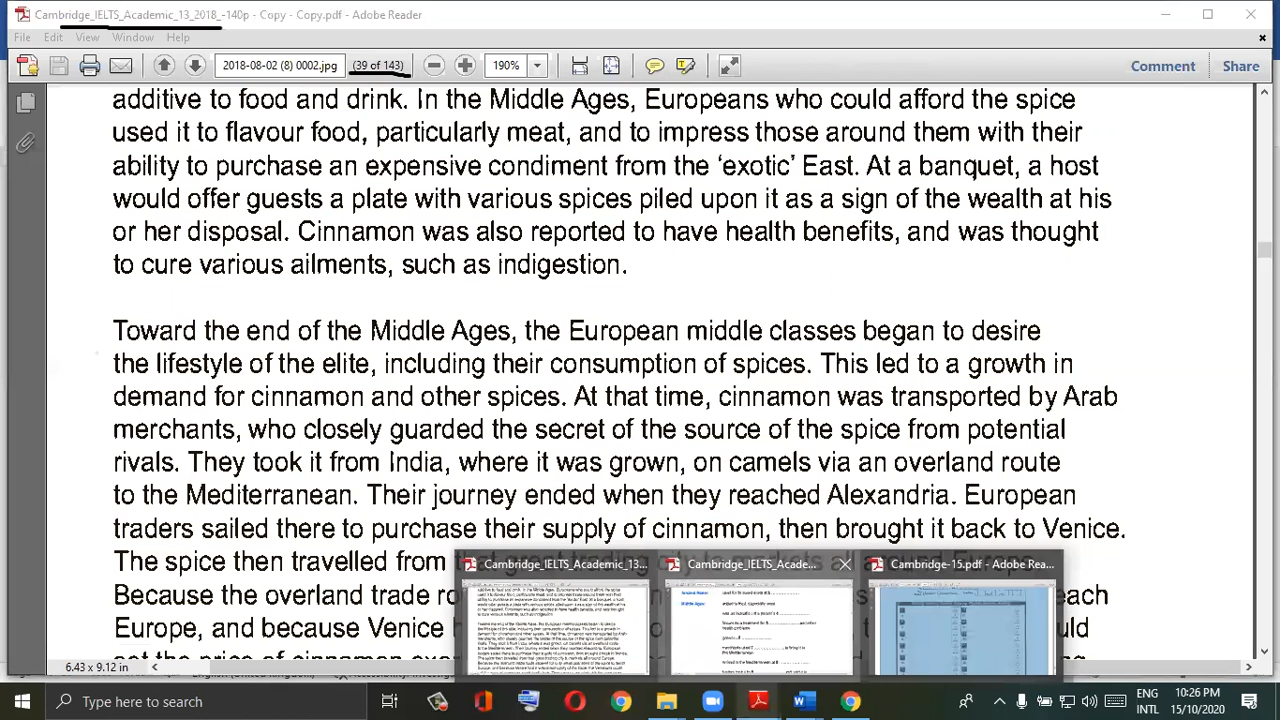 Cambridge_IELTS_Academic_13_2018_-140p - Copy - Copy.pdf - Adobe Reader
File Edit View Window Help
2018-08-02 (8) 0002.jpg (39 of 143) 190% Comment Share
additive to food and drink. In the Middle Ages, Europeans who could afford the spice
used it to flavour food, particularly meat, and to impress those around them with their
ability to purchase an expensive condiment from the ‘exotic’ East. At a banquet, a host
would offer guests a plate with various spices piled upon it as a sign of the wealth at his
or her disposal. Cinnamon was also reported to have health benefits, and was thought
to cure various ailments, such as indigestion.
Toward the end of the Middle Ages, the European middle classes began to desire
the lifestyle of the elite, including their consumption of spices. This led to a growth in
demand for cinnamon and other spices. At that time, cinnamon was transported by Arab
merchants, who closely guarded the secret of the source of the spice from potential
rivals. They took it from India, where it was grown, on camels via an overland route
to the Mediterranean. Their journey ended when they reached Alexandria. European
traders sailed there to purchase their supply of cinnamon, then brought it back to Venice.
The spice then travelled from
Cambridge_IELTS_Academic_13... Cambridge_IELTS_Acade... Cambridge-15.pdf - Adobe Rea...
Because the overland trade
Europe, and because Venice
6.43 x 9.12 in
Type here to search
ENG 10:26 PM
INTL 15/10/2020